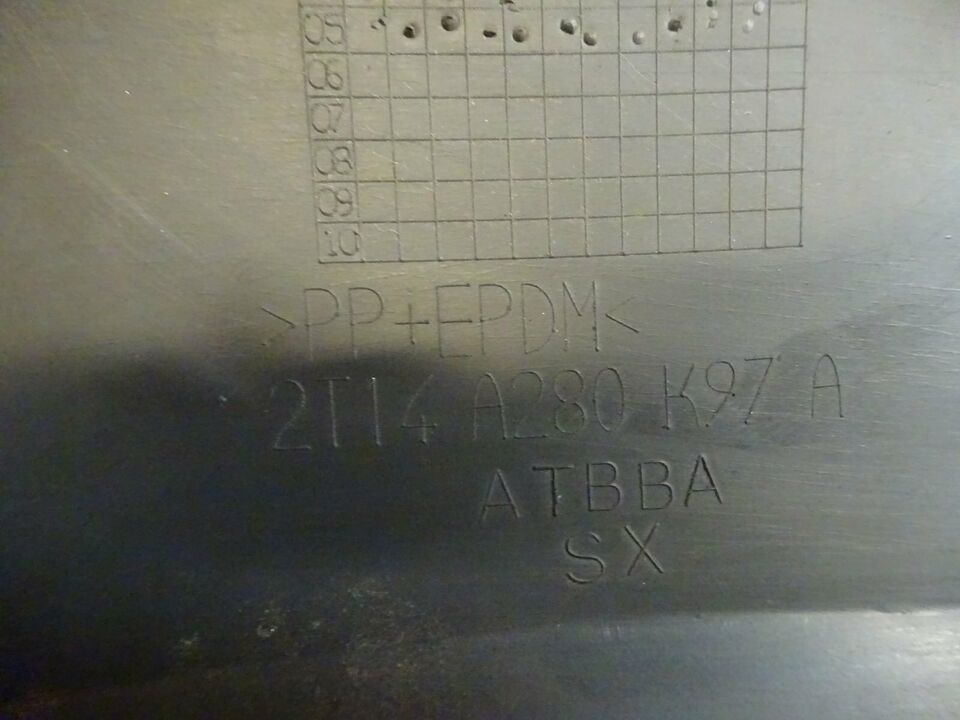 05
06
07
08
09
10
>PP+EPDM<
2T14 A280 K97 A
ATBBA
SX